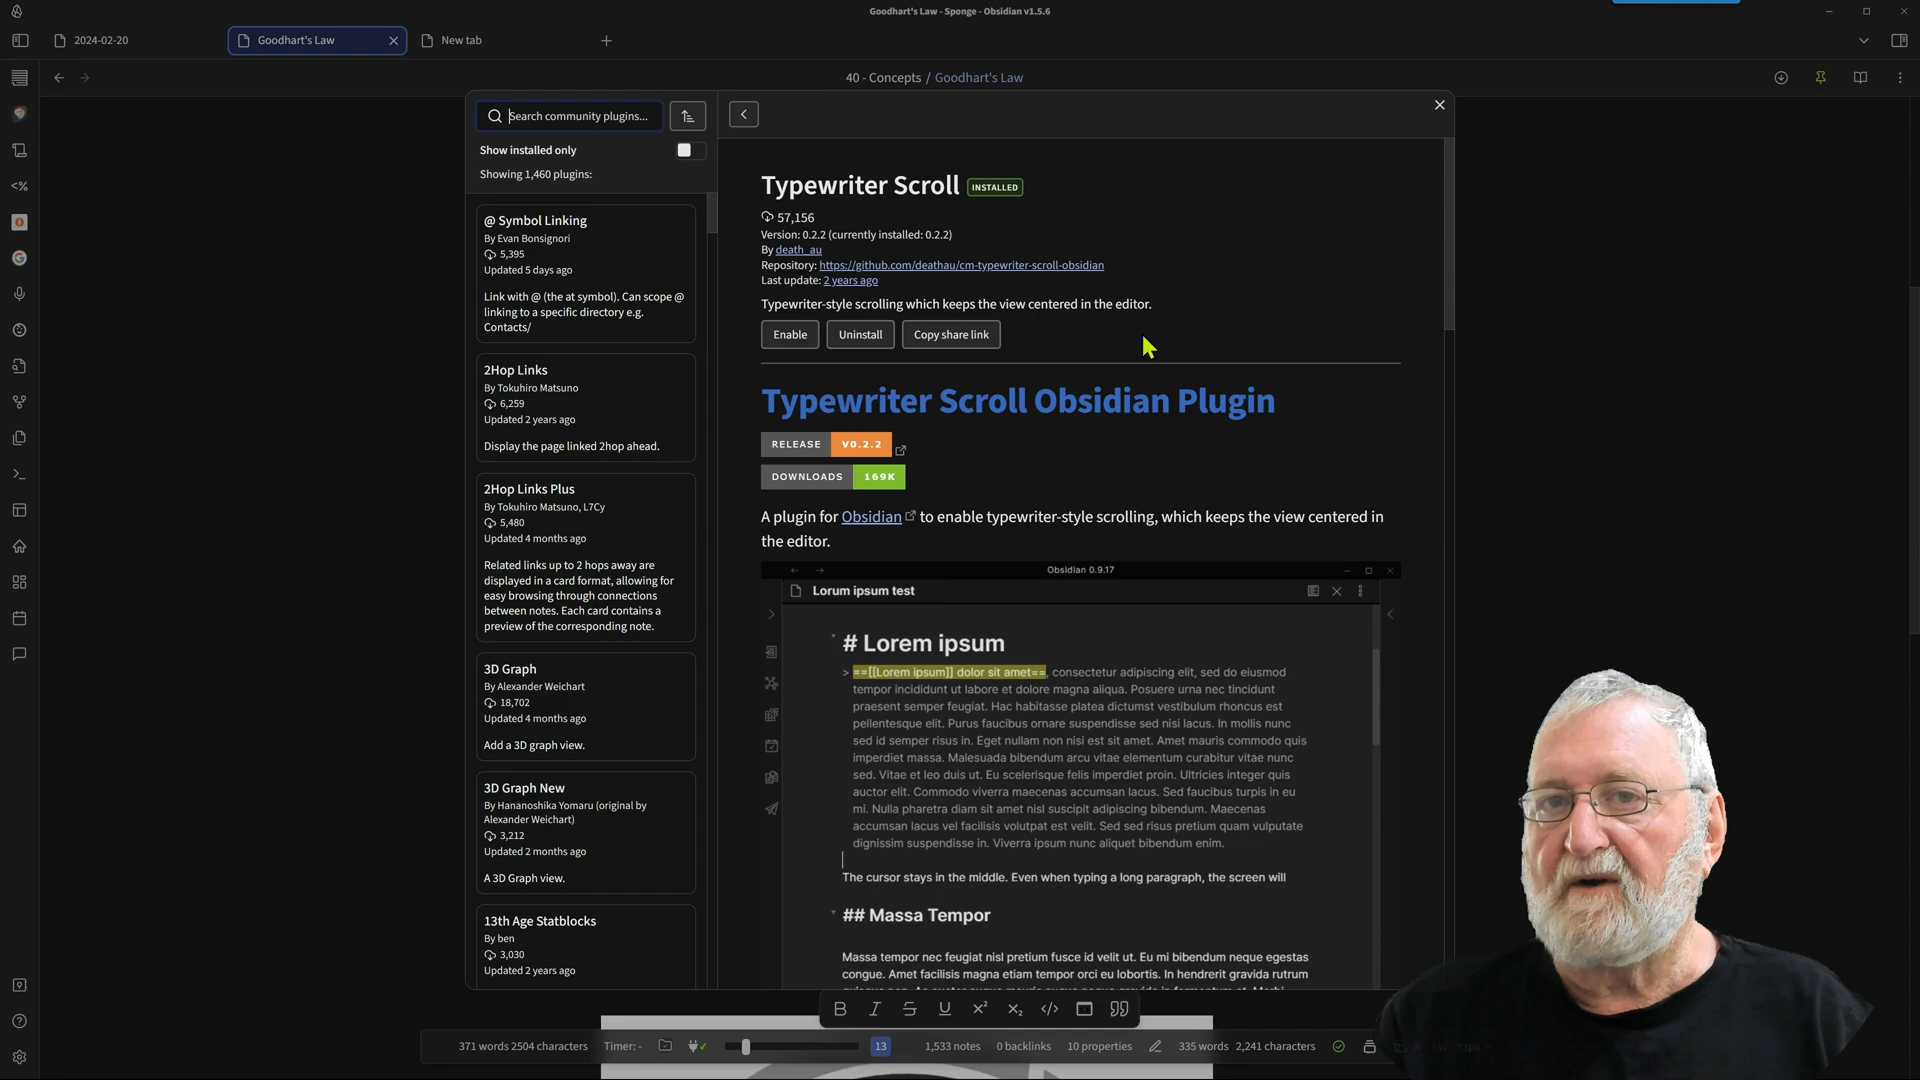 Goodhart's Law - Sponge - Obsidian v1.5.6
2024-02-20
Goodhart's Law
New tab
40 - Concepts / Goodhart's Law
Search community plugins...
Show installed only
Showing 1,460 plugins:
@ Symbol Linking
By Evan Bonsignori
5,395
Updated 5 days ago
Link with @ (the at symbol). Can scope @
linking to a specific directory e.g.
Contacts/
2Hop Links
By Tokuhiro Matsuno
6,259
Updated 2 years ago
Display the page linked 2hop ahead.
2Hop Links Plus
By Tokuhiro Matsuno, L7Cy
5,480
Updated 4 months ago
Related links up to 2 hops away are
displayed in a card format, allowing for
easy browsing through connections
between notes. Each card contains a
preview of the corresponding note.
3D Graph
By Alexander Weichart
18,702
Updated 4 months ago
Add a 3D graph view.
3D Graph New
By Hananoshika Yomaru (original by
Alexander Weichart)
3,212
Updated 2 months ago
A 3D Graph view.
13th Age Statblocks
By ben
3,030
Updated 2 years ago
Typewriter Scroll INSTALLED
57,156
Version: 0.2.2 (currently installed: 0.2.2)
By death_au
Repository: https://github.com/deathau/cm-typewriter-scroll-obsidian
Last update: 2 years ago
Typewriter-style scrolling which keeps the view centered in the editor.
Enable Uninstall Copy share link
Typewriter Scroll Obsidian Plugin
RELEASE V0.2.2
DOWNLOADS 169K
A plugin for Obsidian to enable typewriter-style scrolling, which keeps the view centered in
the editor.
Obsidian 0.9.17
Lorum ipsum test
# Lorem ipsum
> ==[[Lorem ipsum]] dolor sit amet==, consectetur adipiscing elit, sed do eiusmod
tempor incididunt ut labore et dolore magna aliqua. Posuere urna nec tincidunt
praesent semper feugiat. Hac habitasse platea dictumst vestibulum rhoncus est
pellentesque elit. Purus faucibus ornare suspendisse sed nisi lacus. In mollis nunc
sed id semper risus in. Eget nullam non nisi est sit amet. Amet mauris commodo quis
imperdiet massa. Malesuada bibendum arcu vitae elementum curabitur vitae nunc
sed. Vitae et leo duis ut. Eu scelerisque felis imperdiet proin. Ultricies integer quis
auctor elit. Commodo viverra maecenas accumsan lacus. Sed faucibus turpis in eu
mi. Nulla pharetra diam sit amet nisl suscipit adipiscing bibendum. Maecenas
accumsan lacus vel facilisis volutpat est velit. Sed sed risus pretium quam vulputate
dignissim suspendisse in. Viverra ipsum nunc aliquet bibendum enim.
The cursor stays in the middle. Even when typing a long paragraph, the screen will
## Massa Tempor
Massa tempor nec feugiat nisl pretium fusce id velit ut. Eu mi bibendum neque egestas
congue. Amet facilisis magna etiam tempor orci eu lobortis. In hendrerit gravida rutrum
371 words 2504 characters Timer: - 13 1,533 notes 0 backlinks 10 properties 335 words 2,241 characters